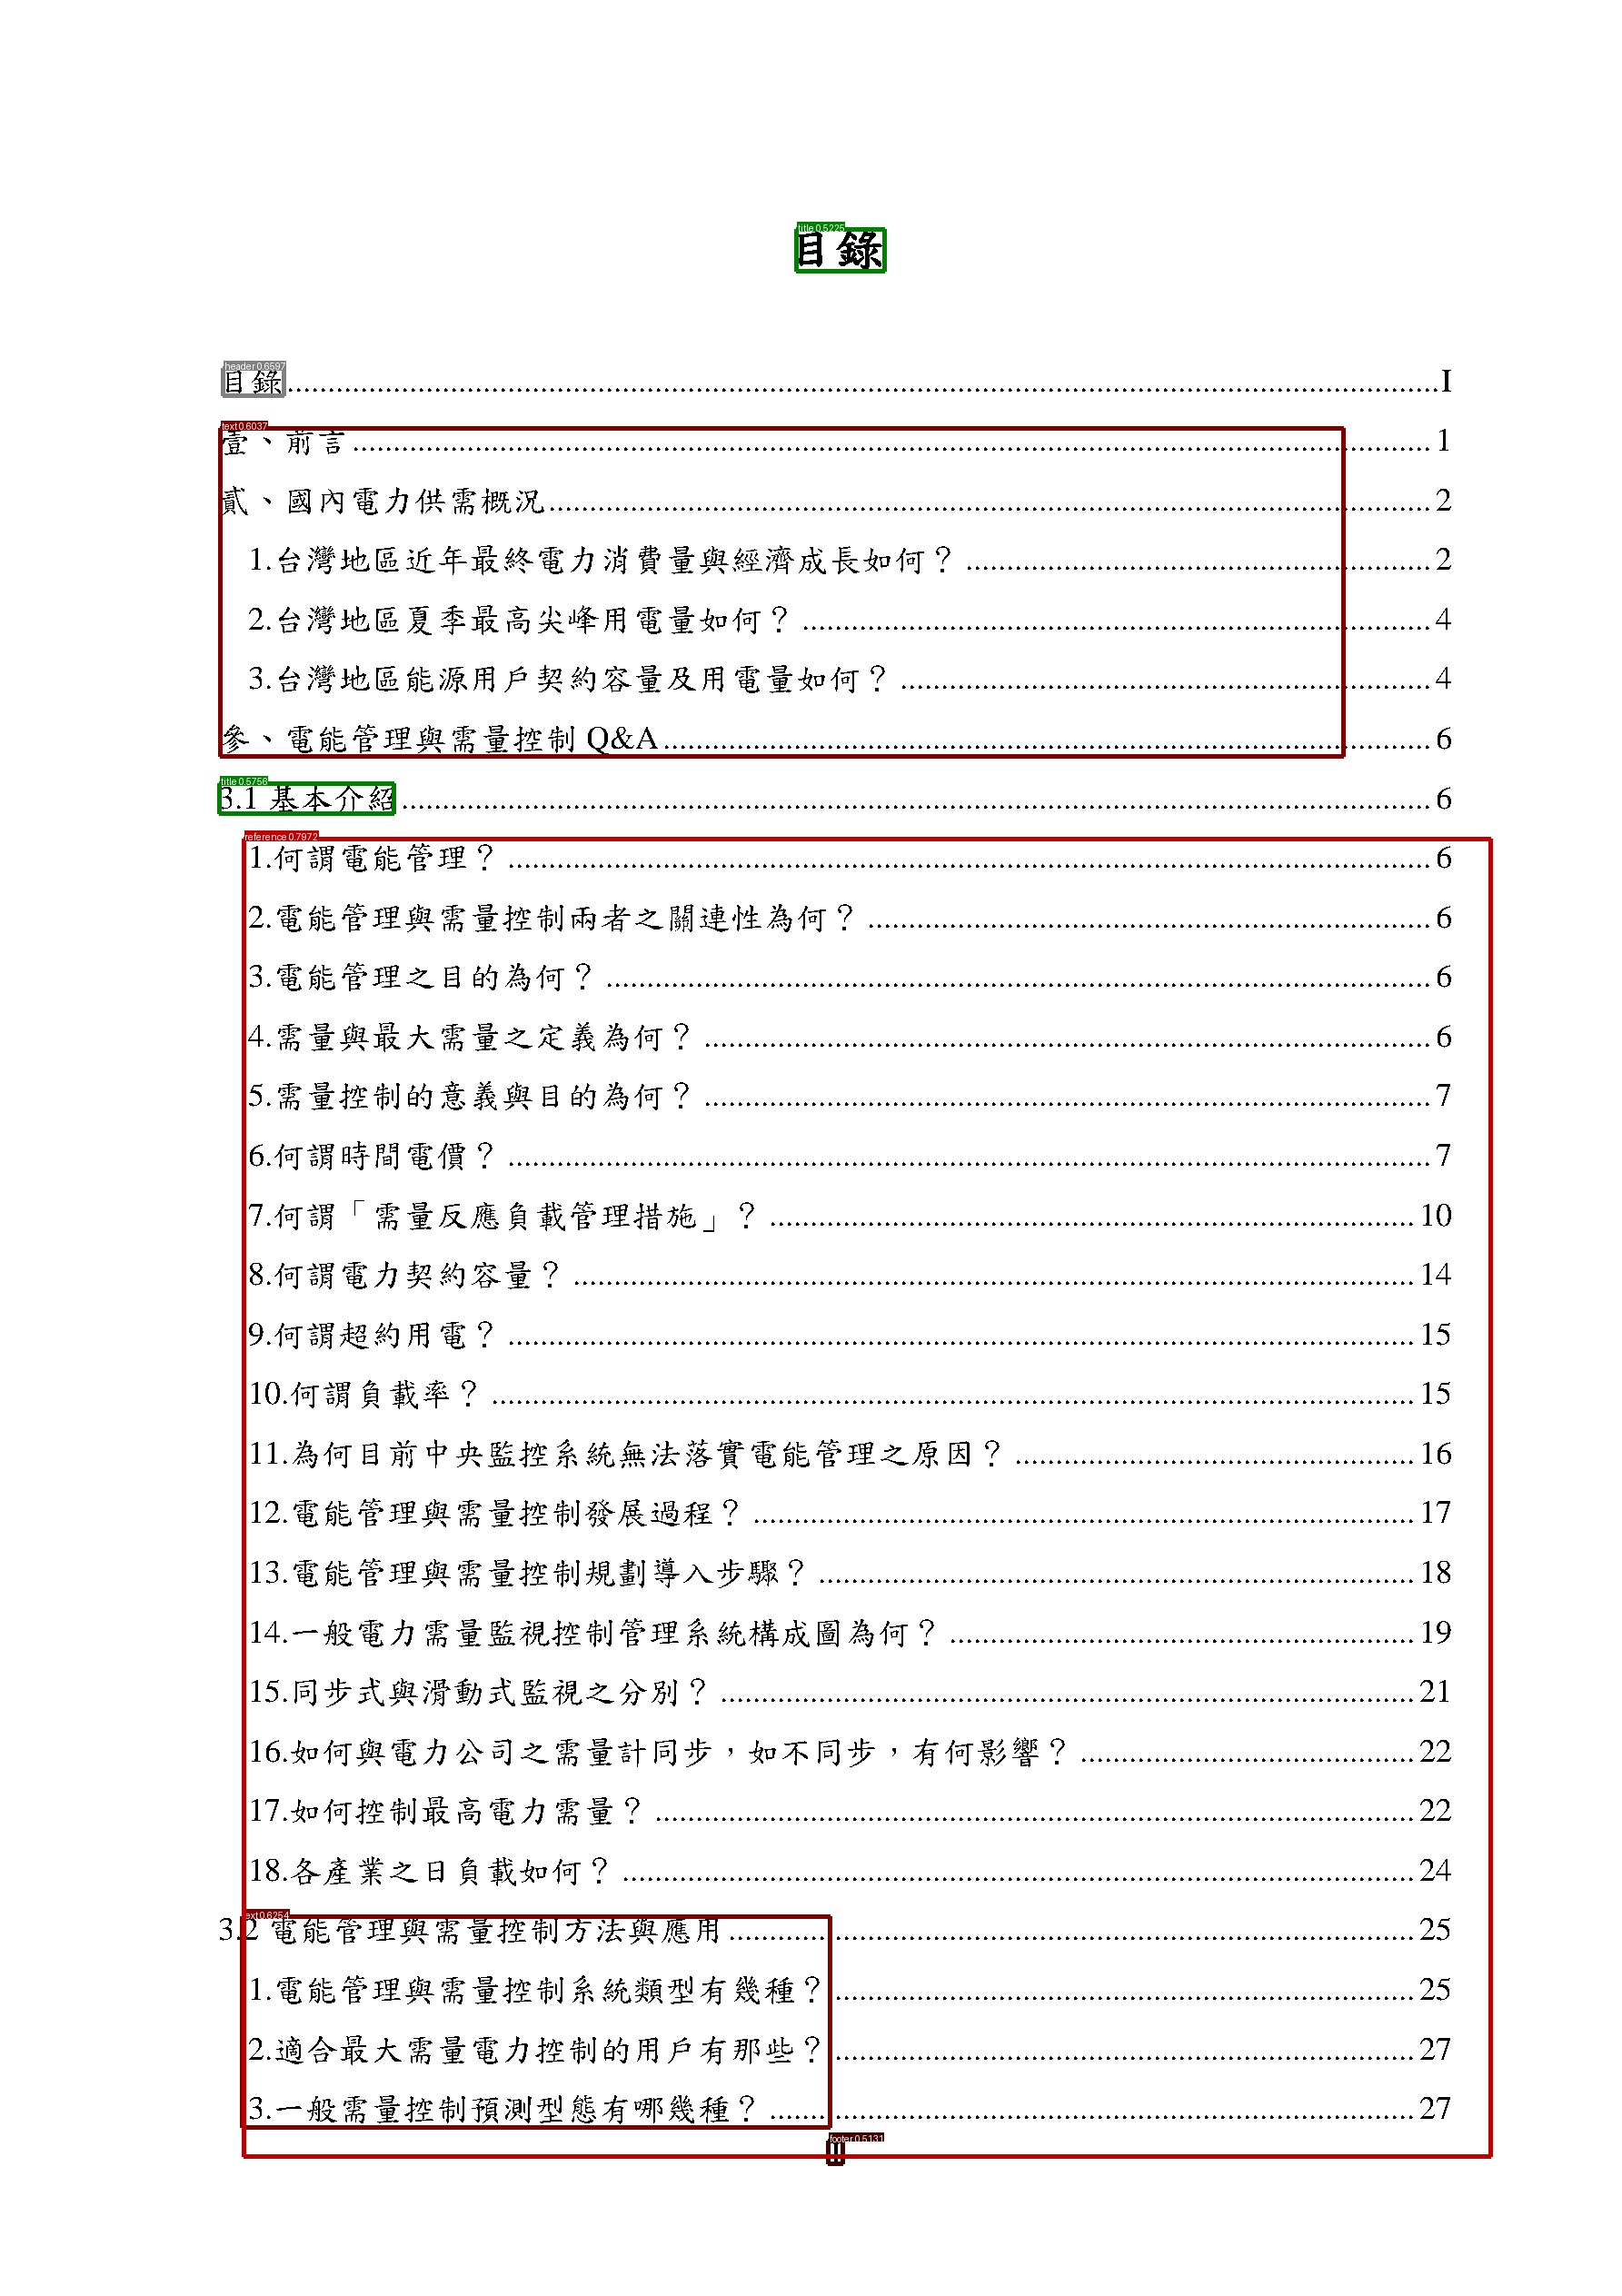 title 0.5225
目錄
header 0.6597
目錄 I
text 0.6037
壹、前言 1
貳、國內電力供需概況 2
1.台灣地區近年最終電力消費量與經濟成長如何？ 2
2.台灣地區夏季最高尖峰用電量如何？ 4
3.台灣地區能源用戶契約容量及用電量如何？ 4
參、電能管理與需量控制 Q&A 6
title 0.5756
3.1 基本介紹 6
reference 0.7972
1.何謂電能管理？ 6
2.電能管理與需量控制兩者之關連性為何？ 6
3.電能管理之目的為何？ 6
4.需量與最大需量之定義為何？ 6
5.需量控制的意義與目的為何？ 7
6.何謂時間電價？ 7
7.何謂「需量反應負載管理措施」？ 10
8.何謂電力契約容量？ 14
9.何謂超約用電？ 15
10.何謂負載率？ 15
11.為何目前中央監控系統無法落實電能管理之原因？ 16
12.電能管理與需量控制發展過程？ 17
13.電能管理與需量控制規劃導入步驟？ 18
14.一般電力需量監視控制管理系統構成圖為何？ 19
15.同步式與滑動式監視之分別？ 21
16.如何與電力公司之需量計同步，如不同步，有何影響？ 22
17.如何控制最高電力需量？ 22
18.各產業之日負載如何？ 24
text 0.6254
3.2 電能管理與需量控制方法與應用 25
1.電能管理與需量控制系統類型有幾種？ 25
2.適合最大需量電力控制的用戶有那些？ 27
3.一般需量控制預測型態有哪幾種？ 27
footer 0.5131